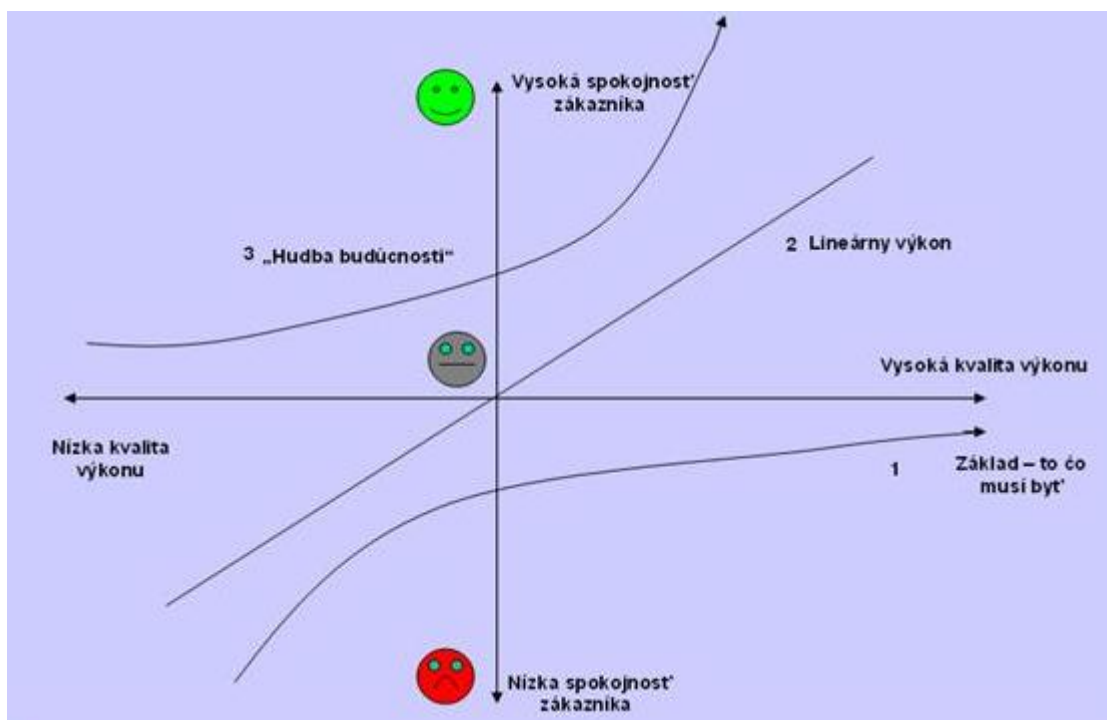 Vysoká spokojnosť
zákazníka
3 „Hudba budúcnosti“
2 Lineárny výkon
Vysoká kvalita výkonu
Nízka kvalita
výkonu
1
Základ – to čo
musí byť
Nízka spokojnosť
zákazníka